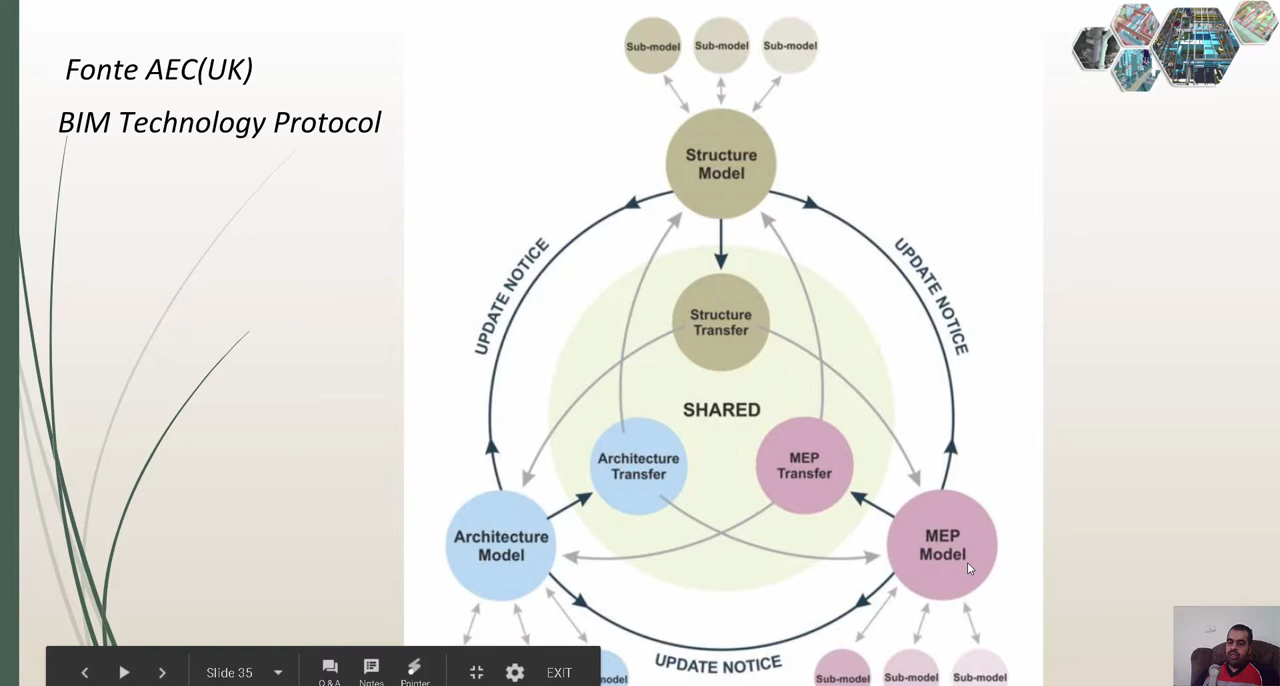 Fonte AEC(UK)
BIM Technology Protocol
Sub-model
Sub-model
Sub-model
Structure
Model
UPDATE NOTICE
UPDATE NOTICE
Structure
Transfer
SHARED
Architecture
Transfer
MEP
Transfer
Architecture
Model
MEP
Model
UPDATE NOTICE
model
Sub-model
Sub-model
Sub-model
Slide 35
Q & A
Notes
Pointer
EXIT